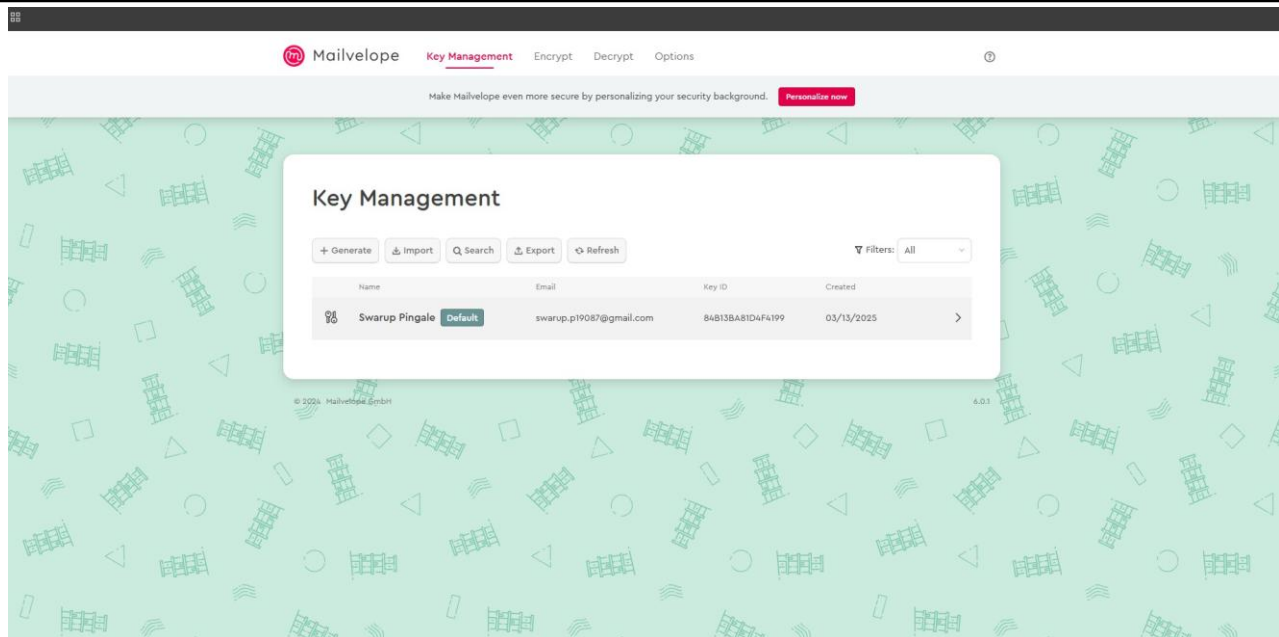 Mailvelope Key Management Encrypt Decrypt Options
Make Mailvelope even more secure by personalizing your security background. Personalize now
Key Management
+ Generate Import Search Export Refresh Filters: All
Name Email Key ID Created
Swarup Pingale Default swarup.p19087@gmail.com 84B13BA81D4F4199 03/13/2025
© 2024 Mailvelope GmbH 6.0.1